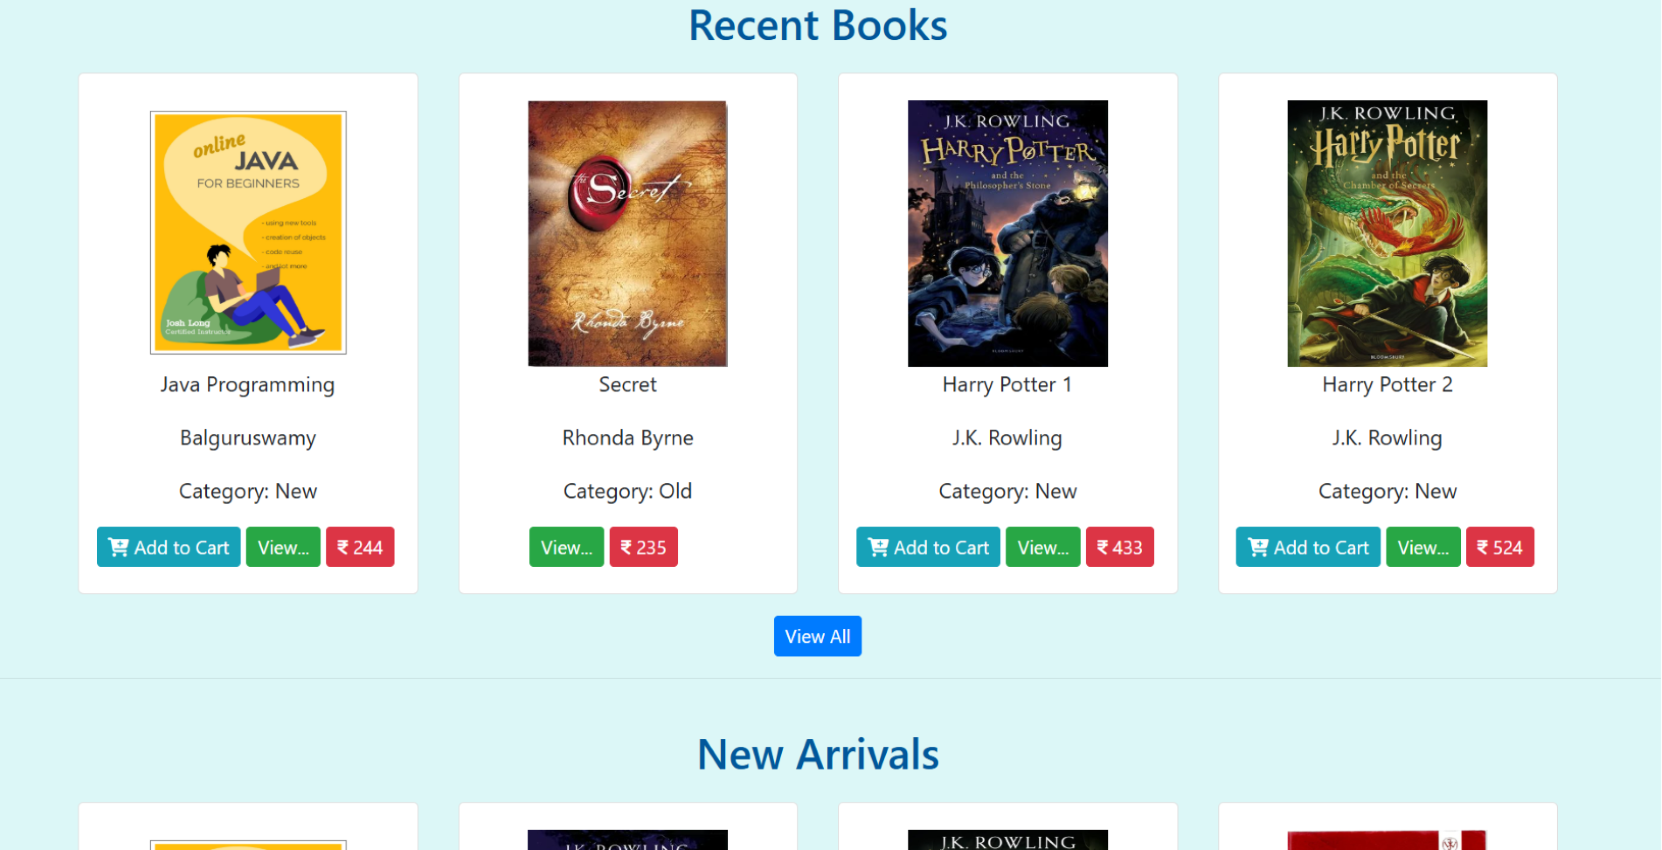 Recent Books
online
JAVA
FOR BEGINNERS
- using new tools
- creation of objects
- code reuse
- project more
Josh Long
Certified Instructor
Java Programming
Balguruswamy
Category: New
Add to Cart
View...
₹ 244
The Secret
Rhonda Byrne
Secret
Rhonda Byrne
Category: Old
View...
₹ 235
J.K. ROWLING
HARRY POTTER
and the
Philosopher's Stone
BLOOMSBURY
Harry Potter 1
J.K. Rowling
Category: New
Add to Cart
View...
₹ 433
J.K. ROWLING
Harry Potter
and the
Chamber of Secrets
BLOOMSBURY
Harry Potter 2
J.K. Rowling
Category: New
Add to Cart
View...
₹ 524
View All
New Arrivals
J.K. ROWLING
J.K. ROWLING